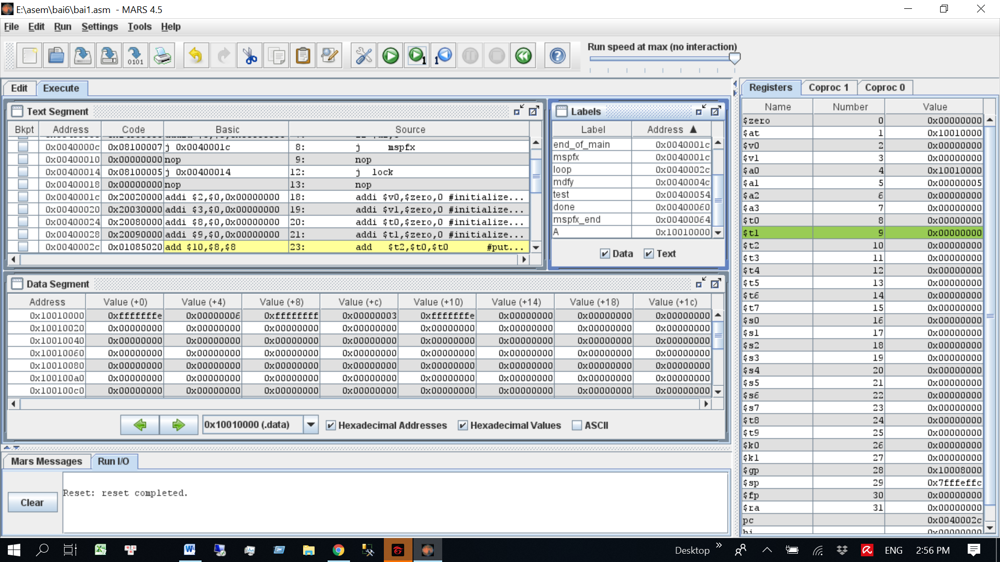 E:\asem\bai6\bai1.asm - MARS 4.5
File Edit Run Settings Tools Help
Run speed at max (no interaction)
0101
1
1
Edit Execute
Registers Coproc 1 Coproc 0
Text Segment
Bkpt Address Code Basic Source
0x0040000c 0x08100007 j 0x0040001c 8: j mspfx
0x00400010 0x00000000 nop 9: nop
0x00400014 0x08100005 j 0x00400014 12: j lock
0x00400018 0x00000000 nop 13: nop
0x0040001c 0x20020000 addi $2,$0,0x00000000 18: addi $v0,$zero,0 #initialize...
0x00400020 0x20030000 addi $3,$0,0x00000000 19: addi $v1,$zero,0 #initialize...
0x00400024 0x20080000 addi $8,$0,0x00000000 20: addi $t0,$zero,0 #initialize...
0x00400028 0x20090000 addi $9,$0,0x00000000 21: addi $t1,$zero,0 #initialize...
0x0040002c 0x01085020 add $10,$8,$8 23: add $t2,$t0,$t0 #put...
Labels
Label Address ▲
end_of_main 0x0040001c
mspfx 0x0040001c
loop 0x0040002c
mdfy 0x0040004c
test 0x00400054
done 0x00400060
mspfx_end 0x00400064
A 0x10010000
Data Text
Data Segment
Address Value (+0) Value (+4) Value (+8) Value (+c) Value (+10) Value (+14) Value (+18) Value (+1c)
0x10010000 0xfffffffe 0x00000006 0xffffffff 0x00000003 0xfffffffe 0x00000000 0x00000000 0x00000000
0x10010020 0x00000000 0x00000000 0x00000000 0x00000000 0x00000000 0x00000000 0x00000000 0x00000000
0x10010040 0x00000000 0x00000000 0x00000000 0x00000000 0x00000000 0x00000000 0x00000000 0x00000000
0x10010060 0x00000000 0x00000000 0x00000000 0x00000000 0x00000000 0x00000000 0x00000000 0x00000000
0x10010080 0x00000000 0x00000000 0x00000000 0x00000000 0x00000000 0x00000000 0x00000000 0x00000000
0x100100a0 0x00000000 0x00000000 0x00000000 0x00000000 0x00000000 0x00000000 0x00000000 0x00000000
0x100100c0 0x00000000 0x00000000 0x00000000 0x00000000 0x00000000 0x00000000 0x00000000 0x00000000
0x10010000 (.data) Hexadecimal Addresses Hexadecimal Values ASCII
Mars Messages Run I/O
Clear
Reset: reset completed.
Name Number Value
$zero 0 0x00000000
$at 1 0x10010000
$v0 2 0x00000000
$v1 3 0x00000000
$a0 4 0x10010000
$a1 5 0x00000005
$a2 6 0x00000000
$a3 7 0x00000000
$t0 8 0x00000000
$t1 9 0x00000000
$t2 10 0x00000000
$t3 11 0x00000000
$t4 12 0x00000000
$t5 13 0x00000000
$t6 14 0x00000000
$t7 15 0x00000000
$s0 16 0x00000000
$s1 17 0x00000000
$s2 18 0x00000000
$s3 19 0x00000000
$s4 20 0x00000000
$s5 21 0x00000000
$s6 22 0x00000000
$s7 23 0x00000000
$t8 24 0x00000000
$t9 25 0x00000000
$k0 26 0x00000000
$k1 27 0x00000000
$gp 28 0x10008000
$sp 29 0x7fffeffc
$fp 30 0x00000000
$ra 31 0x00000000
pc 0x0040002c
hi 0x00000000
Desktop ENG 2:56 PM